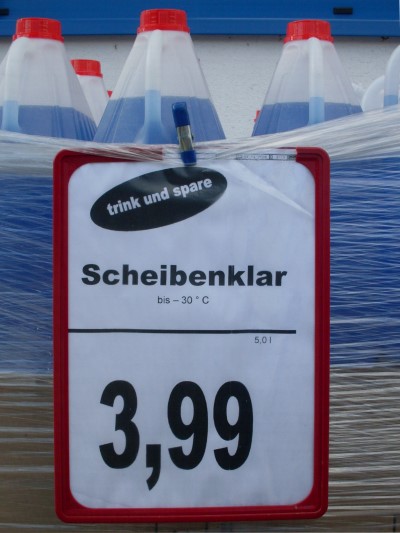 trink und spare
Scheibenklar
bis – 30 ° C
5,0 l
3,99